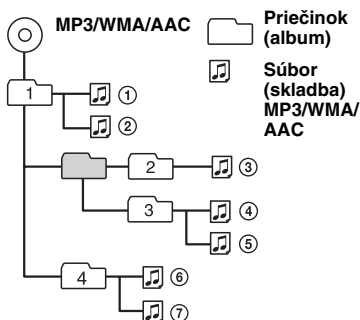 MP3/WMA/AAC
Priečinok
(album)
Súbor
(skladba)
MP3/WMA/
AAC
1
①
②
2
③
3
④
⑤
4
⑥
⑦